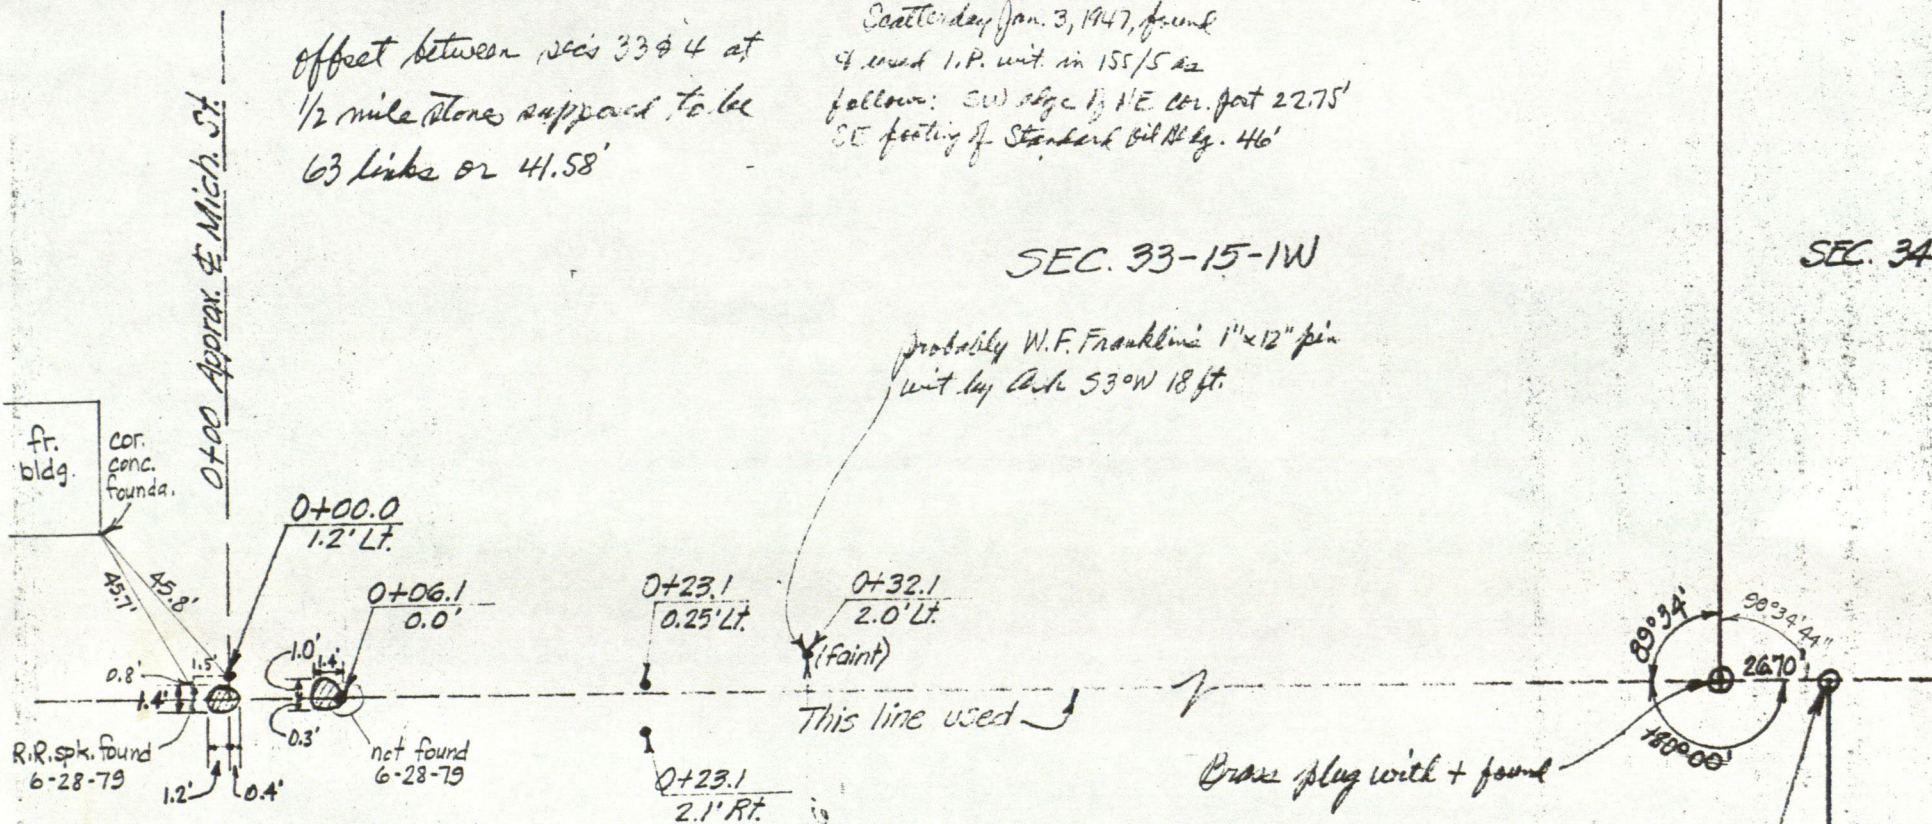 offset between sec's 33 & 4 at
1/2 mile stones supposed to be
63 links or 41.58'
Scatterday Jan. 3, 1947, found
& used I.P. wit. in 155/5 as
follows: SW edge of NE cor. post 22.75'
SE footing of Standard Oil Bldg. 46'
0+00 Approx. ₵ Mich. St.
SEC. 33-15-1W
SEC. 34
probably W.F. Franklin's 1"x12" pin
wit by Ash S3°W 18 ft.
fr.
bldg.
cor.
conc.
founda.
45.7'
45.8'
0+00.0
1.2' Lt.
0+06.1
0.0'
0+23.1
0.25' Lt.
0+32.1
2.0' Lt.
(faint)
0.8'
1.5'
1.4'
1.0'
1.4'
0.3'
R.R. spk. found
6-28-79
1.2'
0.4'
not found
6-28-79
0+23.1
2.1' Rt.
This line used
89°34'
90°34'44"
26.70'
180°00'
Brass plug with + found